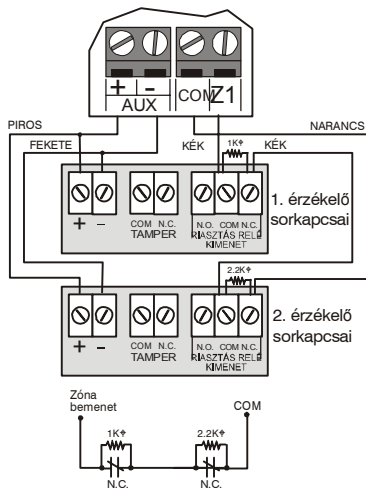 + - COM Z1
AUX
PIROS NARANCS
FEKETE KÉK 1K KÉK
1. érzékelő
sorkapcsai
+ - COM N.C. N.O. COM N.C.
TAMPER RIASZTÁS RELÉ
KIMENET
2.2K
2. érzékelő
sorkapcsai
+ - COM N.C. N.O. COM N.C.
TAMPER RIASZTÁS RELÉ
KIMENET
Zóna
bemenet COM
1K 2.2K
N.C. N.C.